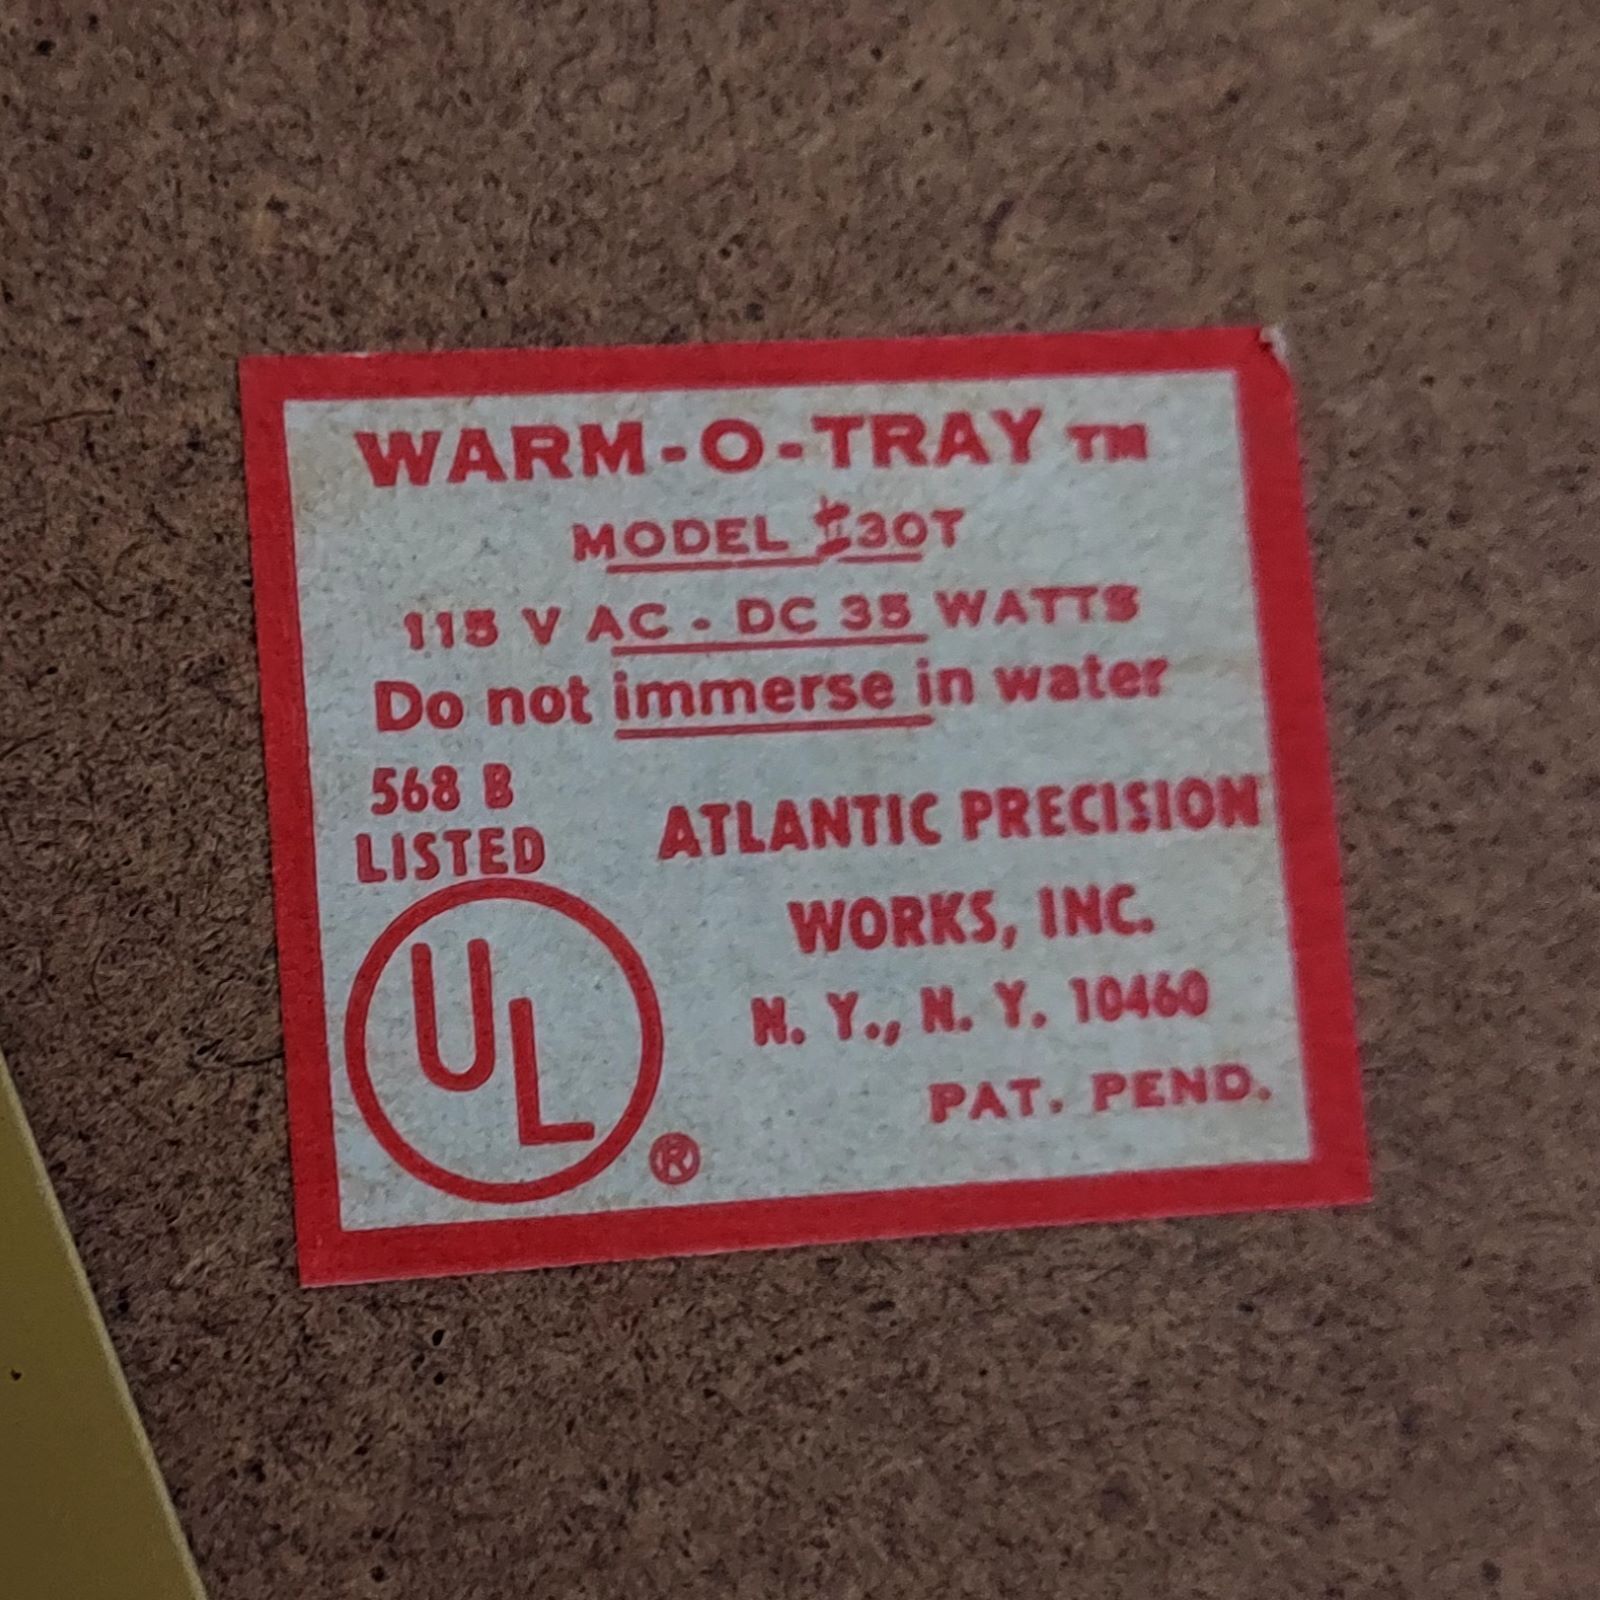 WARM-O-TRAY ™
MODEL #30T
115 V AC - DC 35 WATTS
Do not immerse in water
568 B
LISTED
UL ®
ATLANTIC PRECISION
WORKS, INC.
N. Y., N. Y. 10460
PAT. PEND.